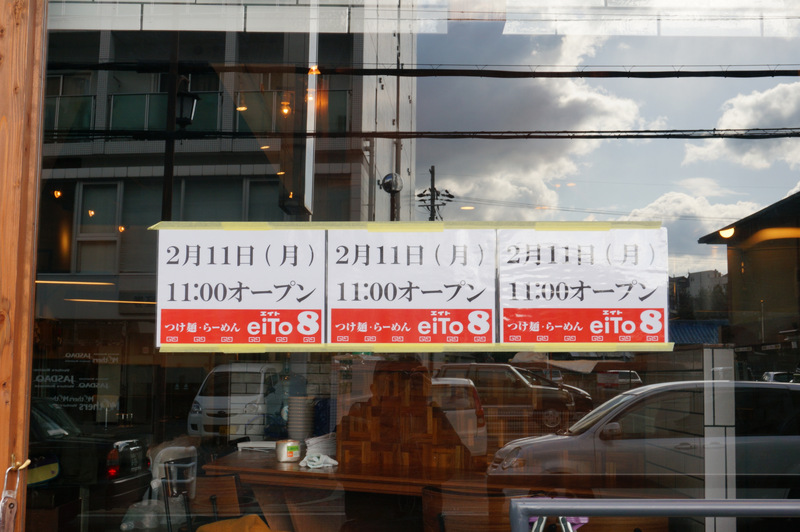 2月11日(月)
11:00オープン
つけ麺・らーめん eiTo 8
エイト
2月11日(月)
11:00オープン
つけ麺・らーめん eiTo 8
エイト
2月11日(月)
11:00オープン
つけ麺・らーめん eiTo 8
エイト
JASDAQ